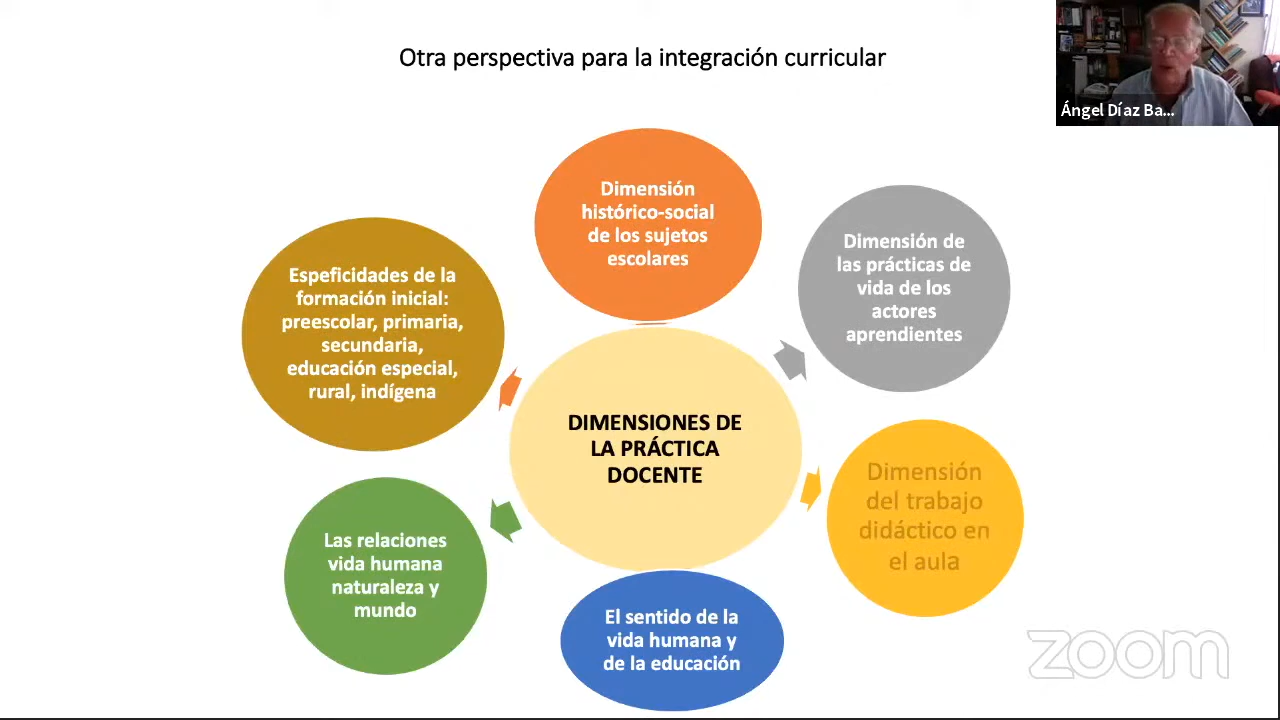 Otra perspectiva para la integración curricular
Ángel Díaz Ba...
Dimensión
histórico-social
de los sujetos
escolares
Dimensión de
las prácticas de
vida de los
actores
aprendientes
Espeficidades de la
formación inicial:
preescolar, primaria,
secundaria,
educación especial,
rural, indígena
DIMENSIONES DE
LA PRÁCTICA
DOCENTE
Dimensión
del trabajo
didáctico en
el aula
Las relaciones
vida humana
naturaleza y
mundo
El sentido de la
vida humana y
de la educación
zoom